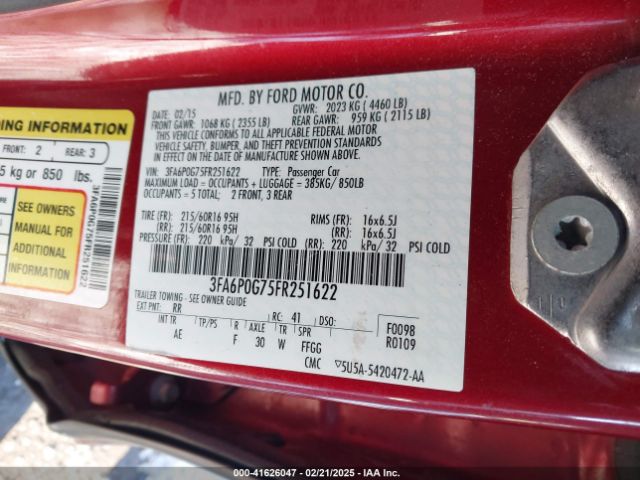 DING INFORMATION
FRONT: 2 REAR: 3
5 kg or 850 lbs.
SEE OWNERS
MANUAL FOR
ADDITIONAL
INFORMATION
3FA6P0G75FR251622
MFD. BY FORD MOTOR CO.
02/15 GVWR: 2023 KG ( 4460 LB)
FRONT GAWR: 1068 KG ( 2355 LB) REAR GAWR: 959 KG ( 2115 LB)
THIS VEHICLE CONFORMS TO ALL APPLICABLE FEDERAL MOTOR
VEHICLE SAFETY, BUMPER, AND THEFT PREVENTION STANDARDS
IN EFFECT ON THE DATE OF MANUFACTURE SHOWN ABOVE.
VEHICLE IDENTIFICATION NO.
VIN: 3FA6P0G75FR251622 TYPE: Passenger Car
MAXIMUM LOAD = OCCUPANTS + LUGGAGE = 385KG/850LB
OCCUPANTS = 5 TOTAL; 2 FRONT, 3 REAR
TIRE (FR): 215/60R16 95H RIMS (FR): 16x6.5J
(RR): 215/60R16 95H (RR): 16x6.5J
PRESSURE (FR): 220 kPa/ 32 PSI COLD (RR): 220 kPa/ 32 PSI COLD
3FA6P0G75FR251622
TRAILER TOWING - SEE OWNER GUIDE
EXT PNT: RR RC: 41 DSO: F0098
INT TR TP/PS R AXLE TR SPR R0109
AE F 30 W FFGG
CMC ▽5U5A-5420472-AA
000-41626047 - 02/21/2025 - IAA Inc.